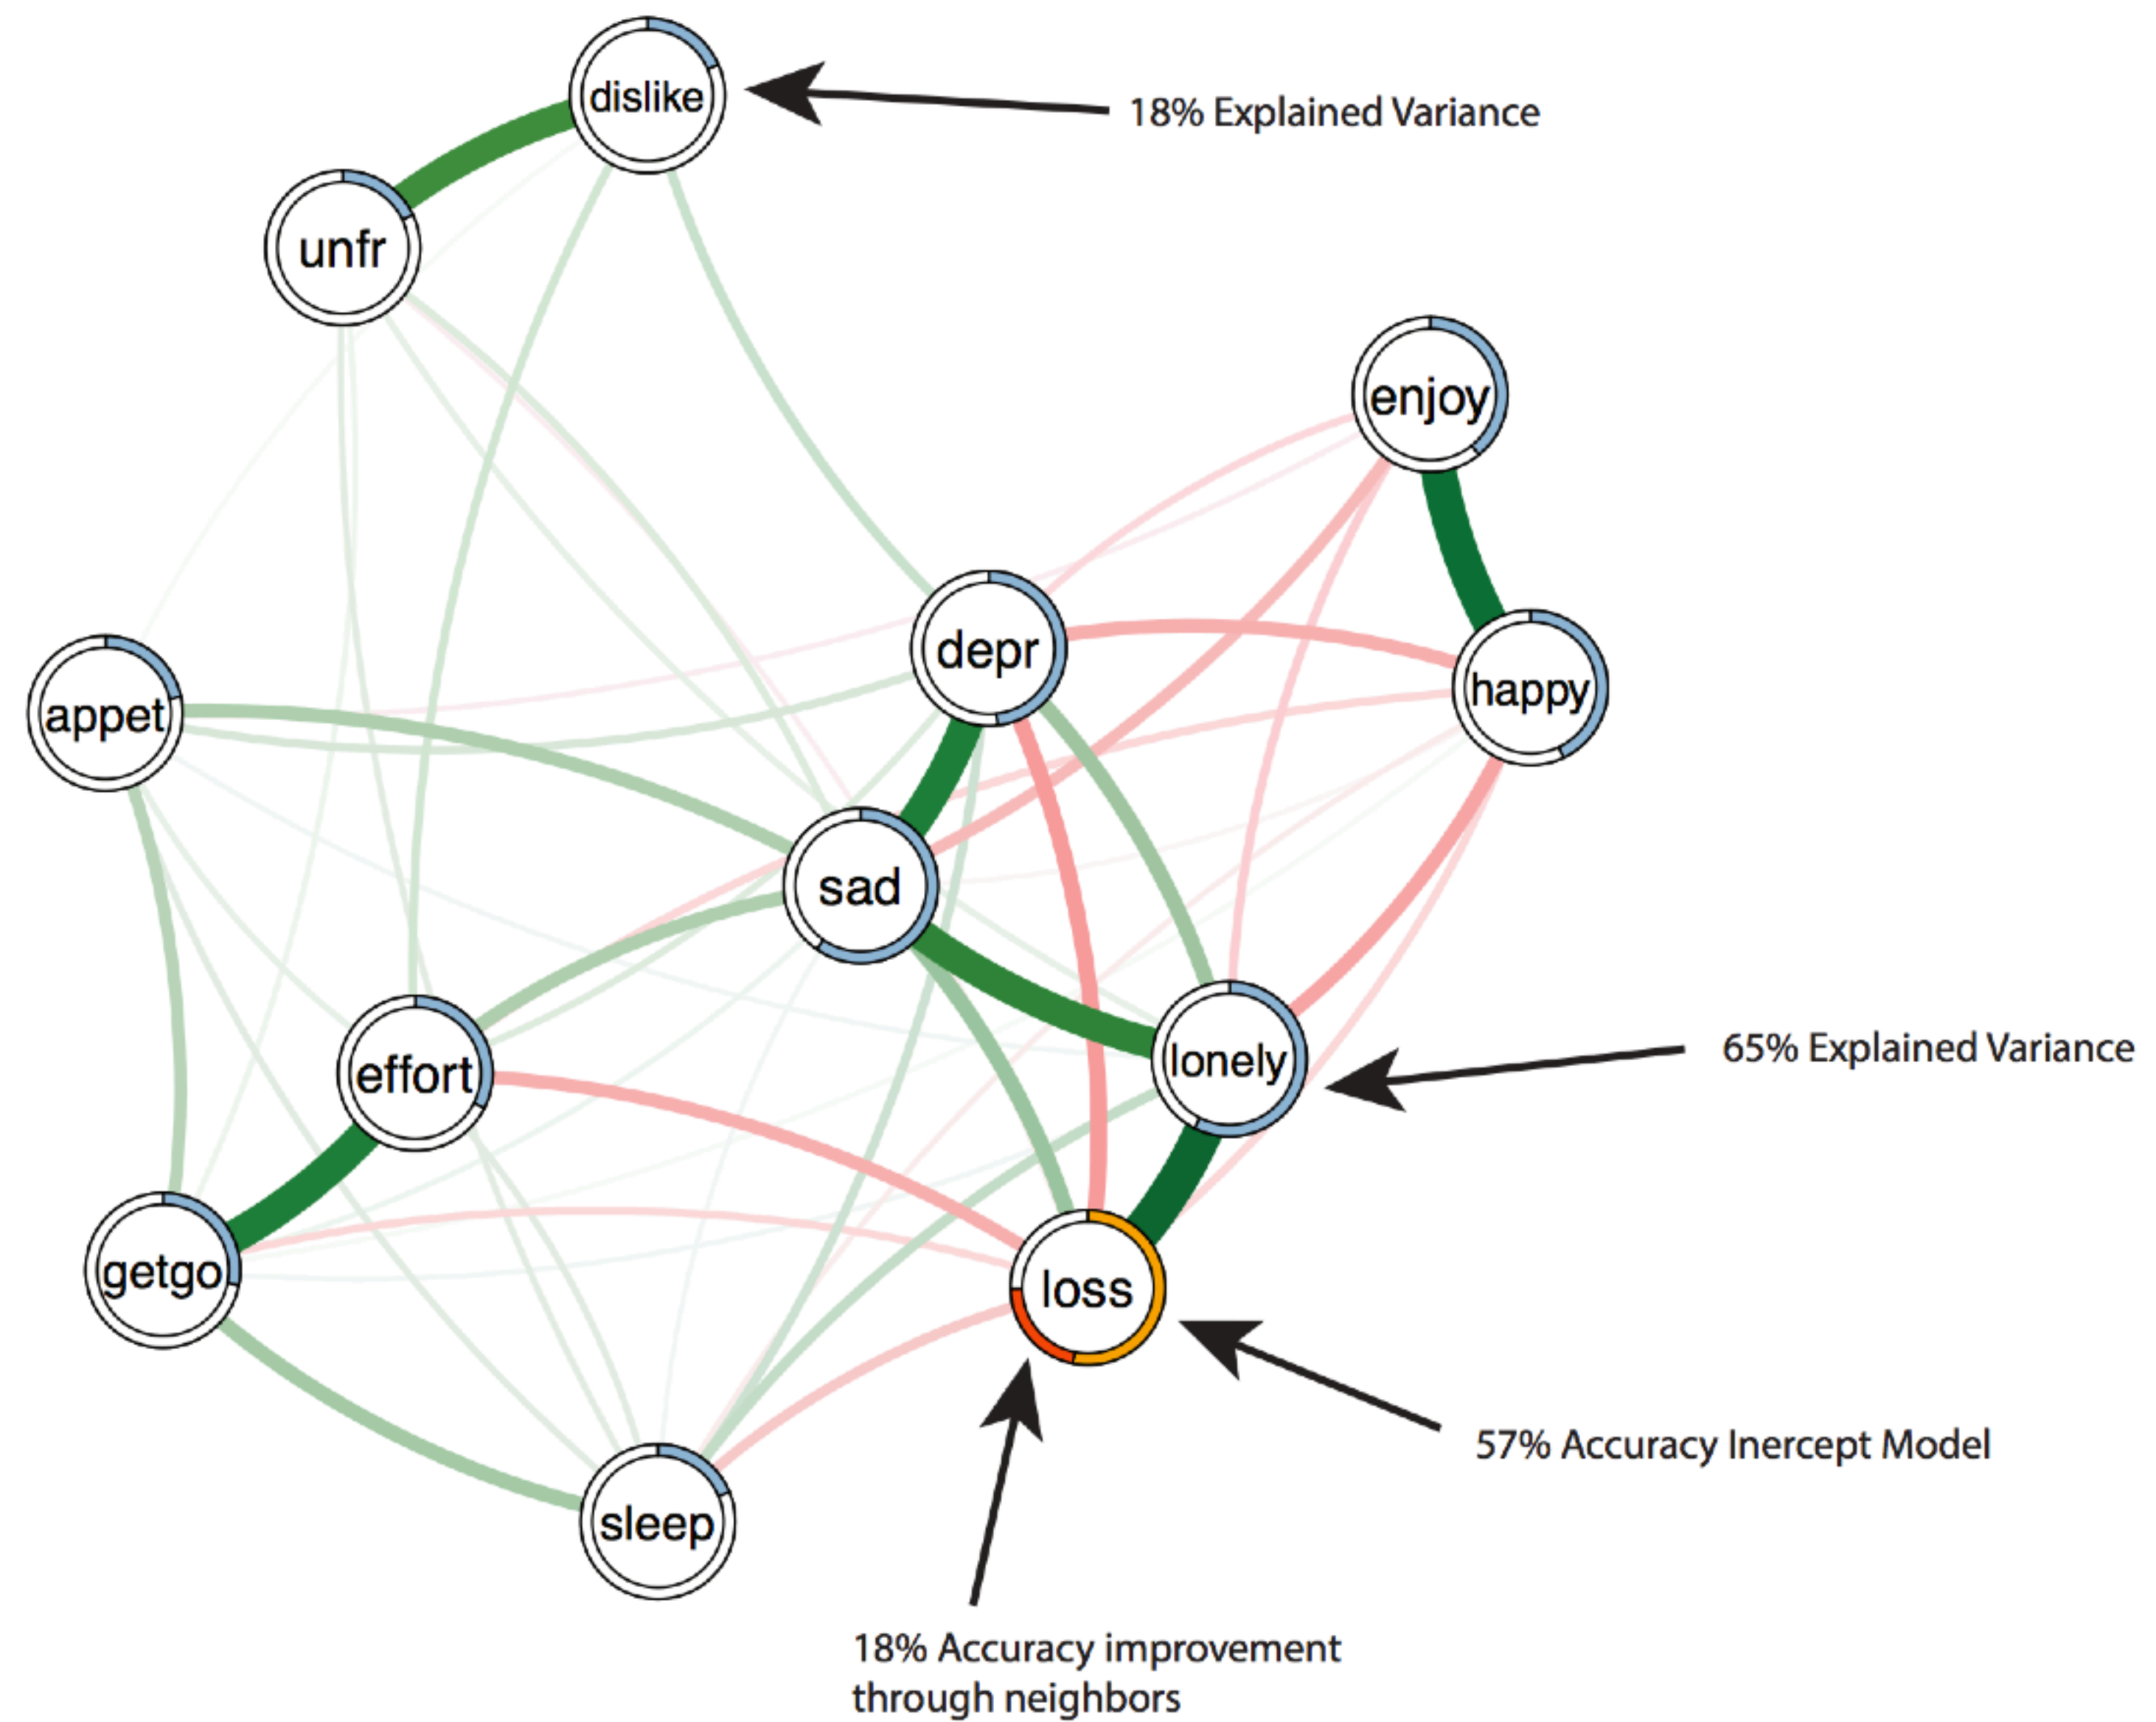 dislike
18% Explained Variance
unfr
enjoy
depr
happy
appet
sad
lonely
65% Explained Variance
effort
getgo
loss
57% Accuracy Inercept Model
sleep
18% Accuracy improvement
through neighbors